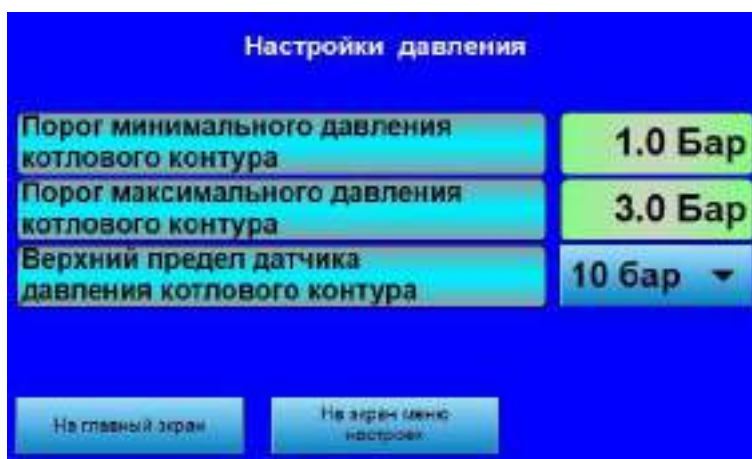 Настройки давления
Порог минимального давления
котлового контура
1.0 Бар
Порог максимального давления
котлового контура
3.0 Бар
Верхний предел датчика
давления котлового контура
10 бар
На главный экран
На экран меню
настроек